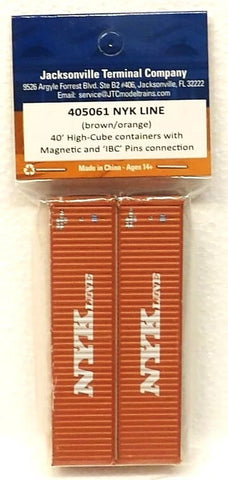 Jacksonville Terminal Company
9526 Argyle Forrest Blvd. Ste B2 #406, Jacksonville, FL 32222
Email: service@JTCmodeltrains.com
405061 NYK LINE
(brown/orange)
40' High-Cube containers with
Magnetic and 'IBC' Pins connection
Made in China - Ages 14+
NYK LINE
NYK LINE